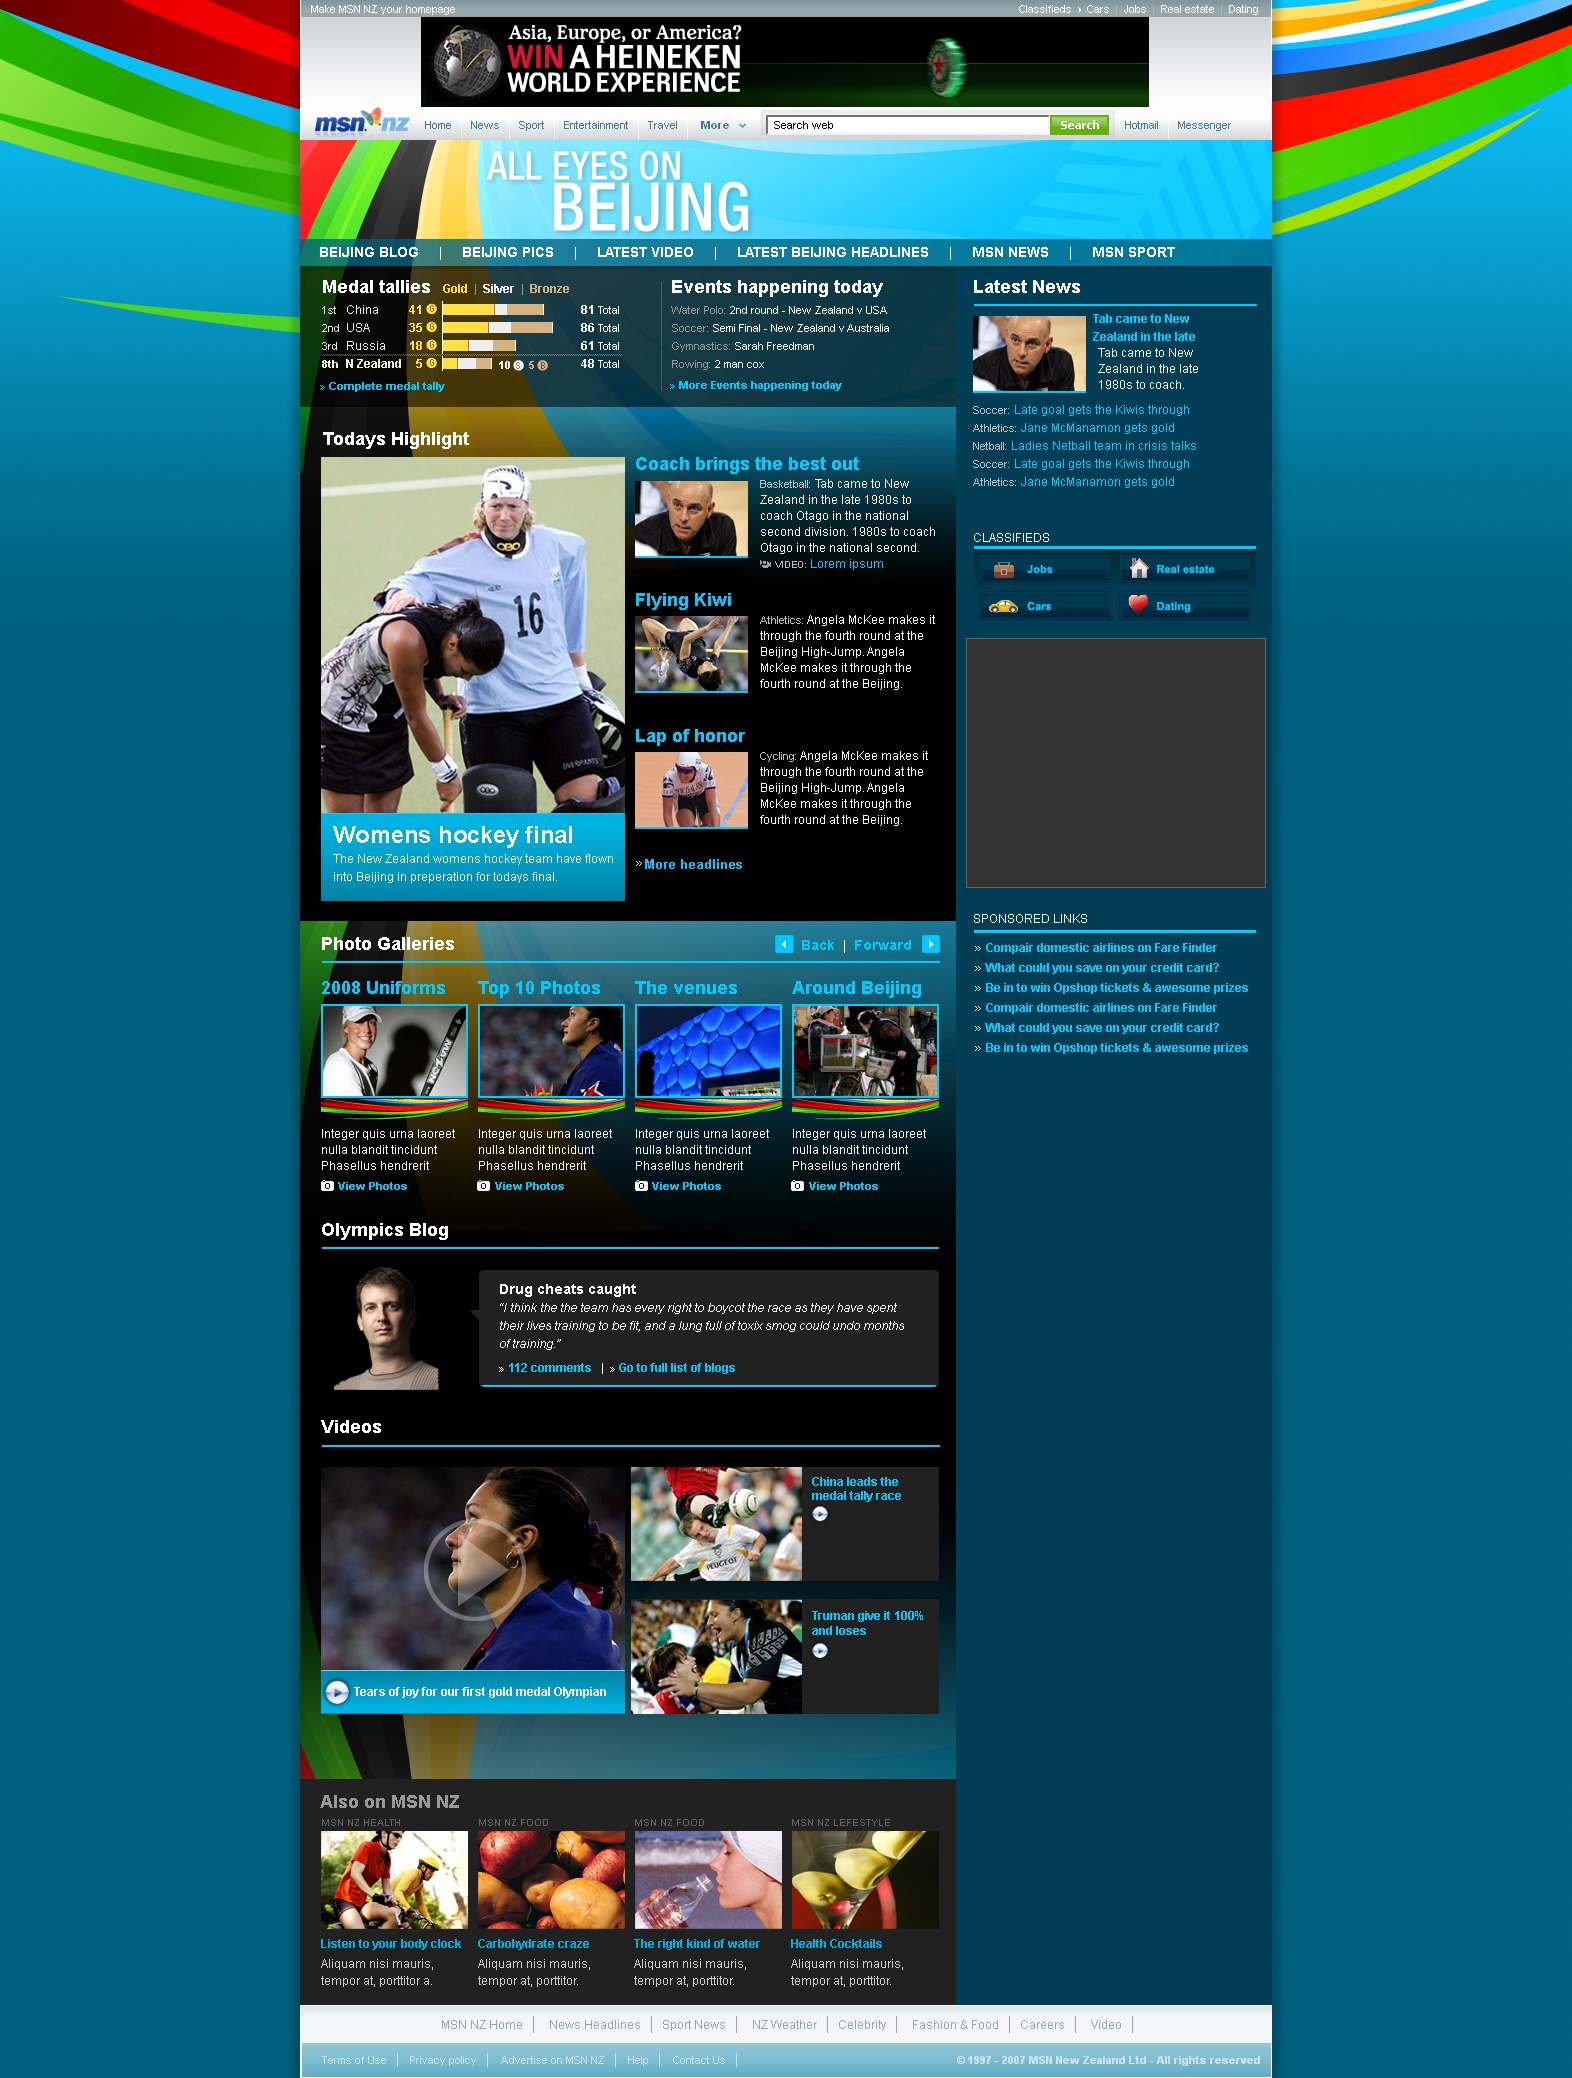 Make MSN NZ your homepage
Classifieds › Cars | Jobs | Real estate | Dating
Asia, Europe, or America?
WIN A HEINEKEN
WORLD EXPERIENCE
msn nz
Home News Sport Entertainment Travel More
Search web
Search
Hotmail Messenger
ALL EYES ON
BEIJING
BEIJING BLOG | BEIJING PICS | LATEST VIDEO | LATEST BEIJING HEADLINES | MSN NEWS | MSN SPORT
Medal tallies Gold | Silver | Bronze
1st China 41 G 81 Total
2nd USA 35 G 86 Total
3rd Russia 18 G 61 Total
8th N Zealand 5 G 10 S 5 B 48 Total
» Complete medal tally
Events happening today
Water Polo: 2nd round - New Zealand v USA
Soccer: Semi Final - New Zealand v Australia
Gymnastics: Sarah Freedman
Rowing: 2 man cox
» More Events happening today
Latest News
Tab came to New
Zealand in the late
Tab came to New
Zealand in the late
1980s to coach.
Soccer: Late goal gets the Kiwis through
Athletics: Jane McManamon gets gold
Netball: Ladies Netball team in crisis talks
Soccer: Late goal gets the Kiwis through
Athletics: Jane McManamon gets gold
CLASSIFIEDS
Jobs
Real estate
Cars
Dating
Todays Highlight
OBO
16
OBO
Womens hockey final
The New Zealand womens hockey team have flown
into Beijing in preperation for todays final.
Coach brings the best out
Basketball: Tab came to New
Zealand in the late 1980s to
coach Otago in the national
second division. 1980s to coach
Otago in the national second.
VIDEO: Lorem ipsum
Flying Kiwi
Athletics: Angela McKee makes it
through the fourth round at the
Beijing High-Jump. Angela
McKee makes it through the
fourth round at the Beijing.
Lap of honor
Cycling: Angela McKee makes it
through the fourth round at the
Beijing High-Jump. Angela
McKee makes it through the
fourth round at the Beijing.
» More headlines
SPONSORED LINKS
» Compair domestic airlines on Fare Finder
» What could you save on your credit card?
» Be in to win Opshop tickets & awesome prizes
» Compair domestic airlines on Fare Finder
» What could you save on your credit card?
» Be in to win Opshop tickets & awesome prizes
Photo Galleries
Back | Forward
2008 Uniforms
Top 10 Photos
The venues
Around Beijing
Integer quis urna laoreet
nulla blandit tincidunt
Phasellus hendrerit
View Photos
Integer quis urna laoreet
nulla blandit tincidunt
Phasellus hendrerit
View Photos
Integer quis urna laoreet
nulla blandit tincidunt
Phasellus hendrerit
View Photos
Integer quis urna laoreet
nulla blandit tincidunt
Phasellus hendrerit
View Photos
Olympics Blog
Drug cheats caught
"I think the the team has every right to boycot the race as they have spent
their lives training to be fit, and a lung full of toxix smog could undo months
of training."
» 112 comments | » Go to full list of blogs
Videos
Tears of joy for our first gold medal Olympian
PEUGEOT
China leads the
medal tally race
Truman give it 100%
and loses
Also on MSN NZ
MSN NZ HEALTH
Listen to your body clock
Aliquam nisi mauris,
tempor at, porttitor a.
MSN NZ FOOD
Carbohydrate craze
Aliquam nisi mauris,
tempor at, porttitor.
MSN NZ FOOD
The right kind of water
Aliquam nisi mauris,
tempor at, porttitor.
MSN NZ LEFESTYLE
Health Cocktails
Aliquam nisi mauris,
tempor at, porttitor.
MSN NZ Home | News Headlines | Sport News | NZ Weather | Celebrity | Fashion & Food | Careers | Video |
Terms of Use | Privacy policy | Advertise on MSN NZ | Help | Contact Us |
© 1997 - 2007 MSN New Zealand Ltd - All rights reserved